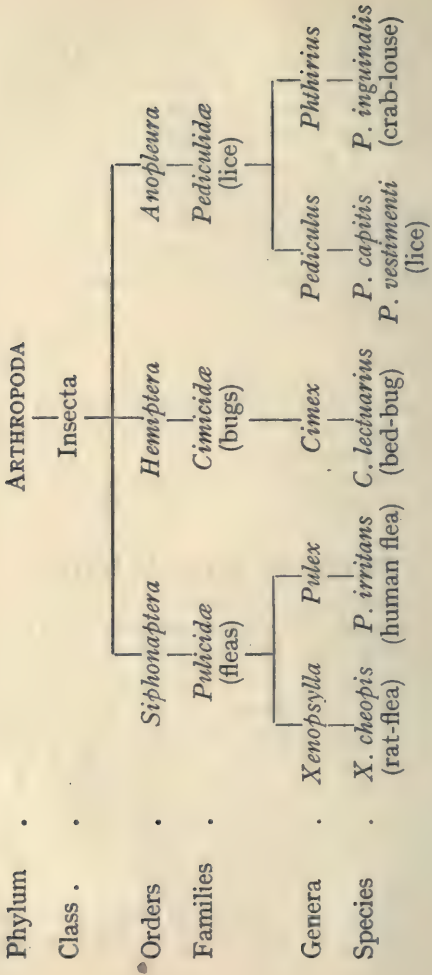 Phylum . ARTHROPODA
Class . . Insecta
Orders . Siphonaptera Hemiptera Anopleura
Families . Pulicidæ Cimicidæ Pediculidæ
(fleas) (bugs) (lice)
Genera . Xenopsylla Pulex Cimex Pediculus Phthirius
Species . X. cheopis P. irritans C. lectuarius P. capitis P. inguinalis
(rat-flea) (human flea) (bed-bug) P. vestimenti (crab-louse)
(lice)